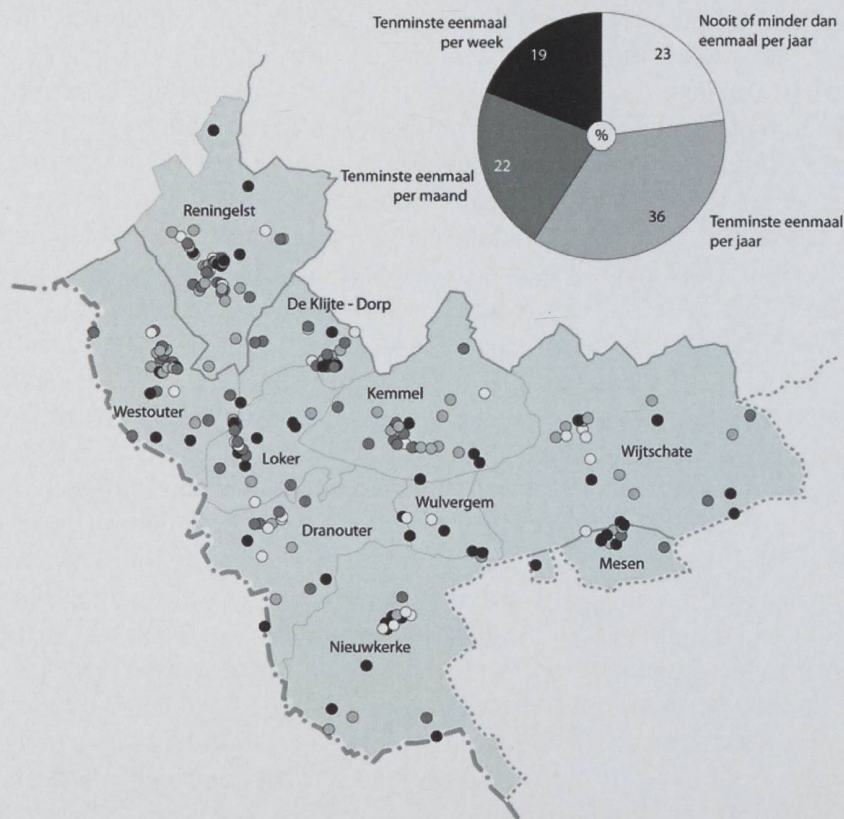 Tenminste eenmaal
per week
Nooit of minder dan
eenmaal per jaar
19
23
%
Tenminste eenmaal
per maand
22
36
Tenminste eenmaal
per jaar
Reningelst
De Klijte - Dorp
Kemmel
Westouter
Loker
Wijtschate
Wulvergem
Dranouter
Mesen
Nieuwkerke